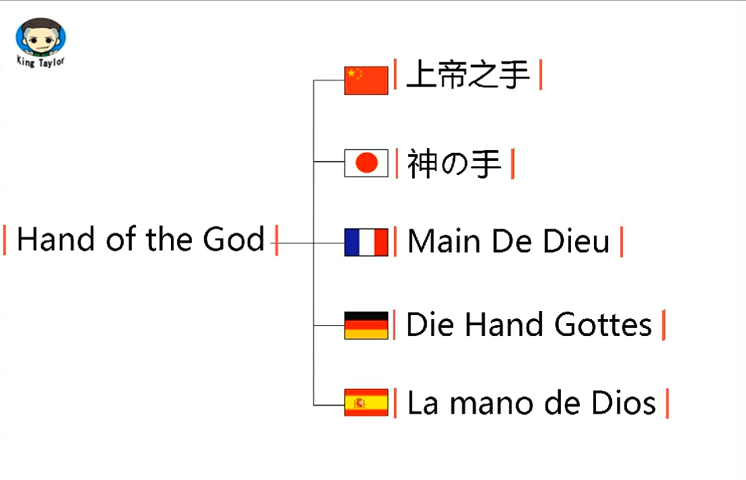 King Taylor
上帝之手
神の手
Hand of the God
Main De Dieu
Die Hand Gottes
La mano de Dios